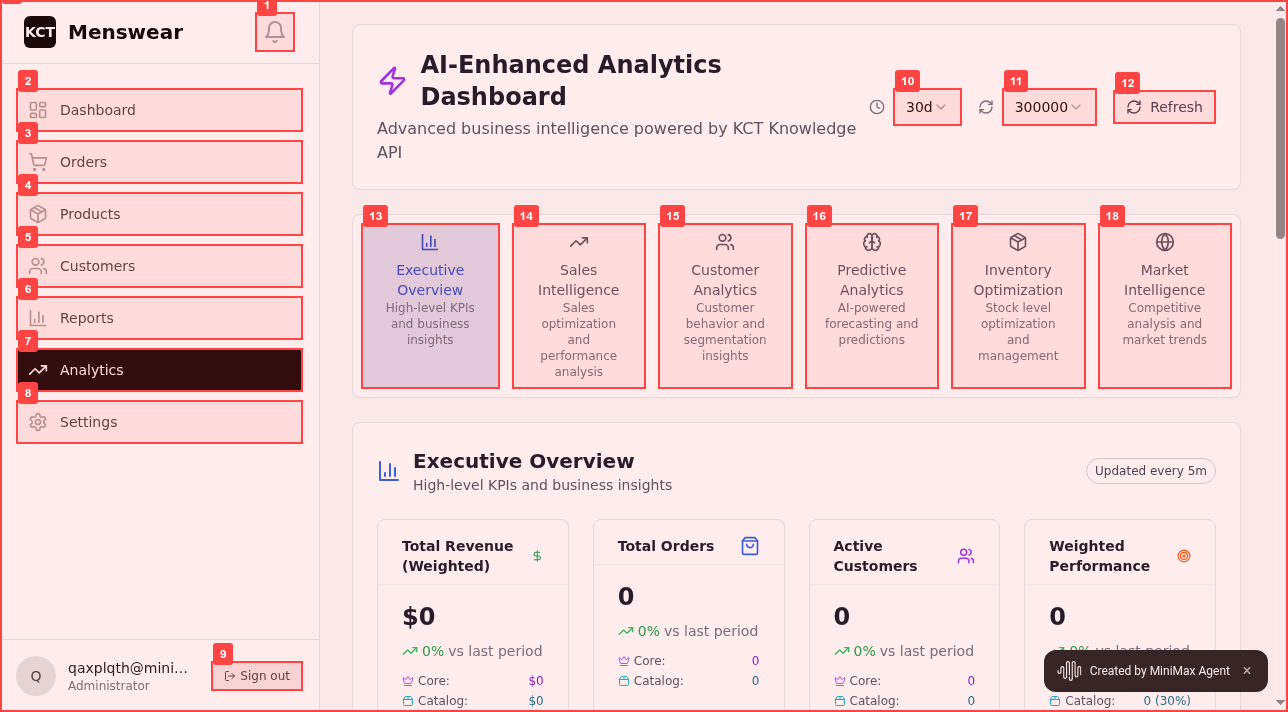 KCT Menswear
1
2
Dashboard
3
Orders
4
Products
5
Customers
6
Reports
7
Analytics
8
Settings
9
Q
qaxplqth@mini...
Administrator
Sign out
AI-Enhanced Analytics
Dashboard
Advanced business intelligence powered by KCT Knowledge
API
10
30d
11
300000
12
Refresh
13
Executive
Overview
High-level KPIs
and business
insights
14
Sales
Intelligence
Sales
optimization
and
performance
analysis
15
Customer
Analytics
Customer
behavior and
segmentation
insights
16
Predictive
Analytics
AI-powered
forecasting and
predictions
17
Inventory
Optimization
Stock level
optimization
and
management
18
Market
Intelligence
Competitive
analysis and
market trends
Executive Overview
High-level KPIs and business insights
Updated every 5m
Total Revenue
(Weighted)
$0
0% vs last period
Core: $0
Catalog: $0
Total Orders
0
0% vs last period
Core: 0
Catalog: 0
Active
Customers
0
0% vs last period
Core: 0
Catalog: 0
Weighted
Performance
0
0% vs last period
Catalog: 0 (30%)
Created by MiniMax Agent ×